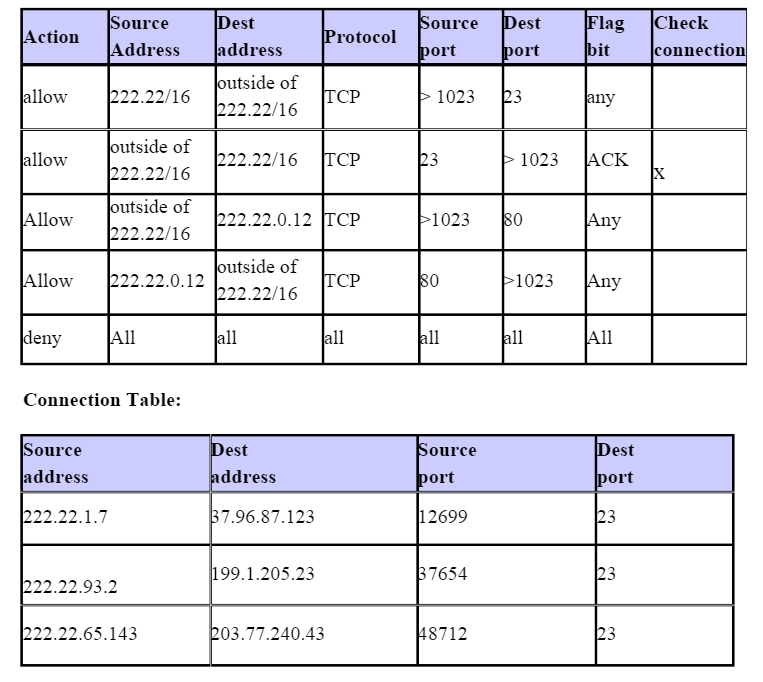 Action Source Address Dest address Protocol Source port Dest port Flag bit Check connection
allow 222.22/16 outside of 222.22/16 TCP > 1023 23 any
allow outside of 222.22/16 222.22/16 TCP 23 > 1023 ACK x
Allow outside of 222.22/16 222.22.0.12 TCP >1023 80 Any
Allow 222.22.0.12 outside of 222.22/16 TCP 80 >1023 Any
deny All all all all all All
Connection Table:
Source address Dest address Source port Dest port
222.22.1.7 37.96.87.123 12699 23
222.22.93.2 199.1.205.23 37654 23
222.22.65.143 203.77.240.43 48712 23